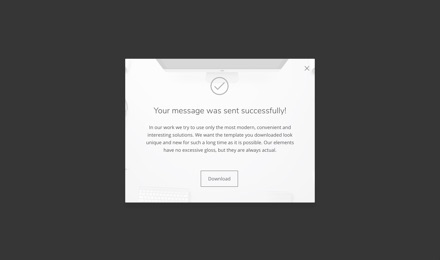 Your message was sent successfully!
In our work we try to use only the most modern, convenient and
interesting solutions. We want the template you downloaded look
unique and new for such a long time as it is possible. Our elements
have no excessive gloss, but they are always actual.
Download